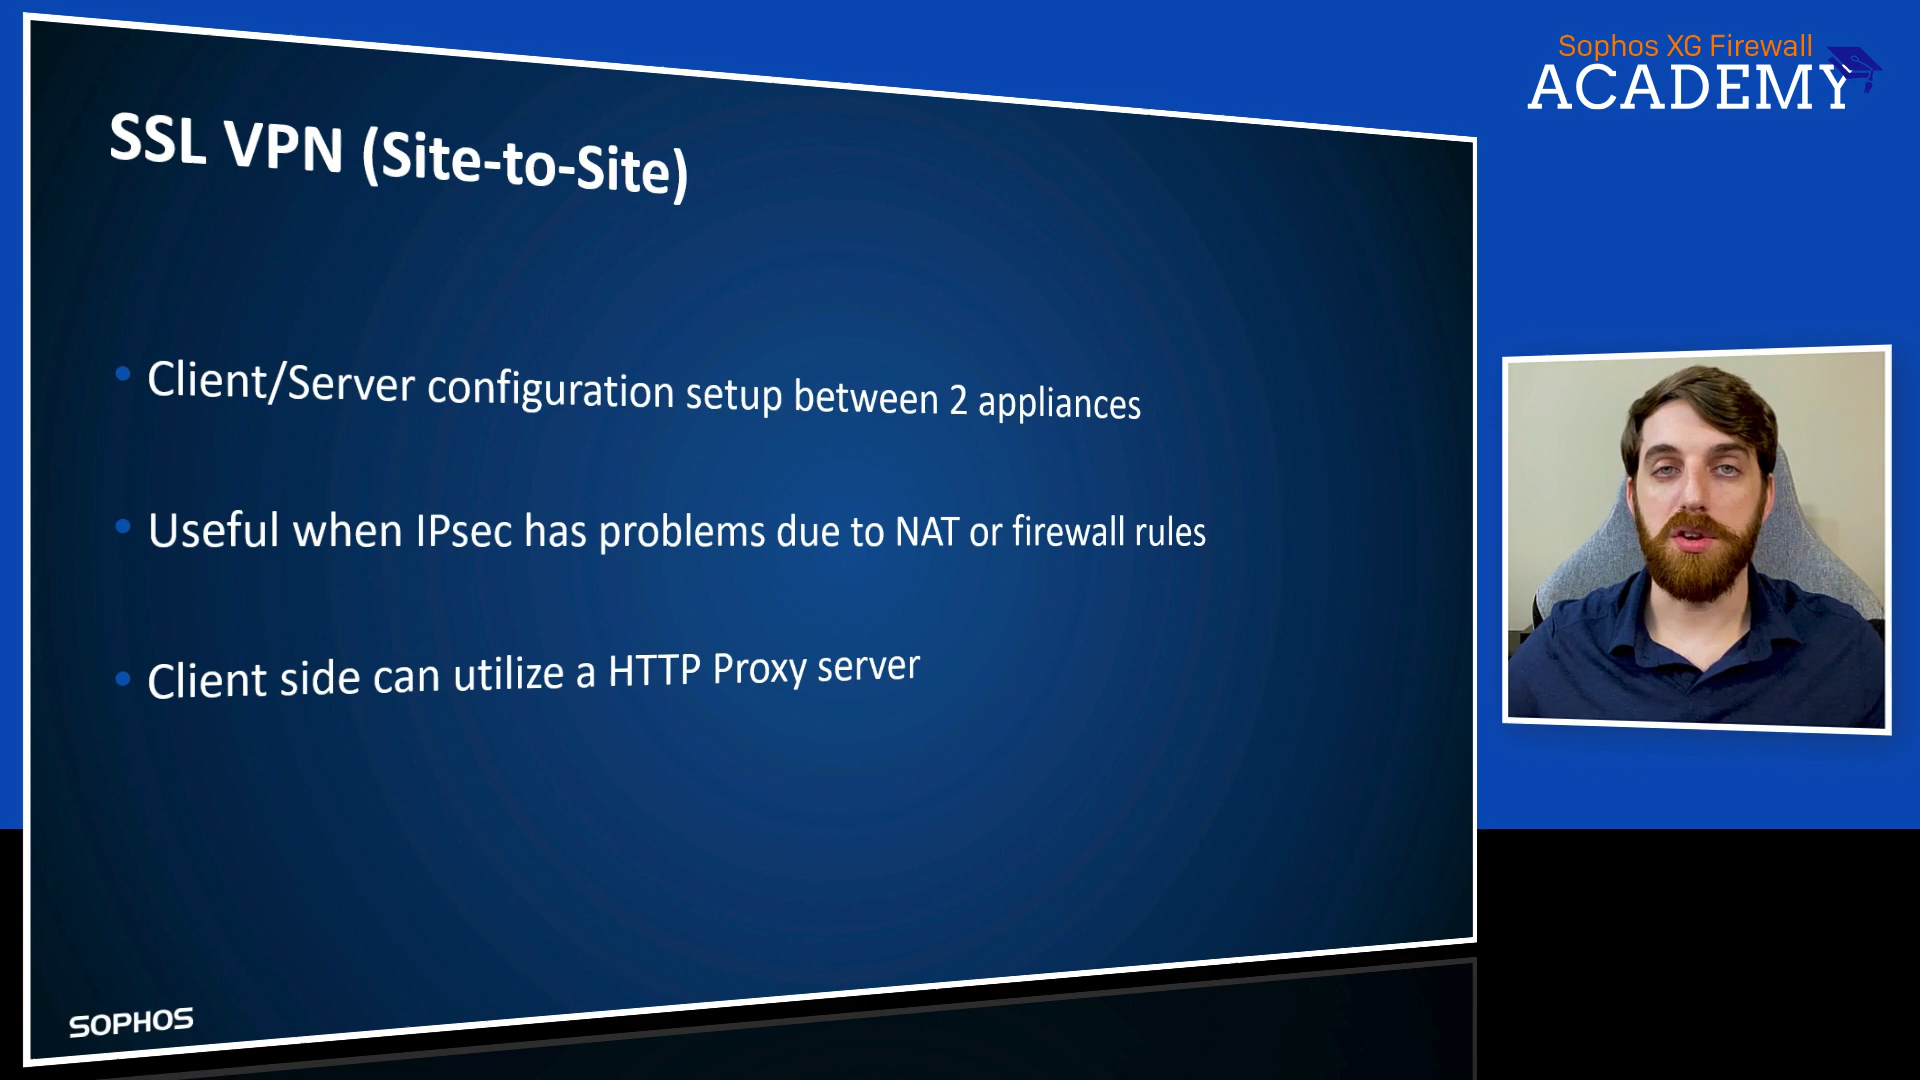 Sophos XG Firewall
ACADEMY
SSL VPN (Site-to-Site)
• Client/Server configuration setup between 2 appliances
• Useful when IPsec has problems due to NAT or firewall rules
• Client side can utilize a HTTP Proxy server
SOPHOS